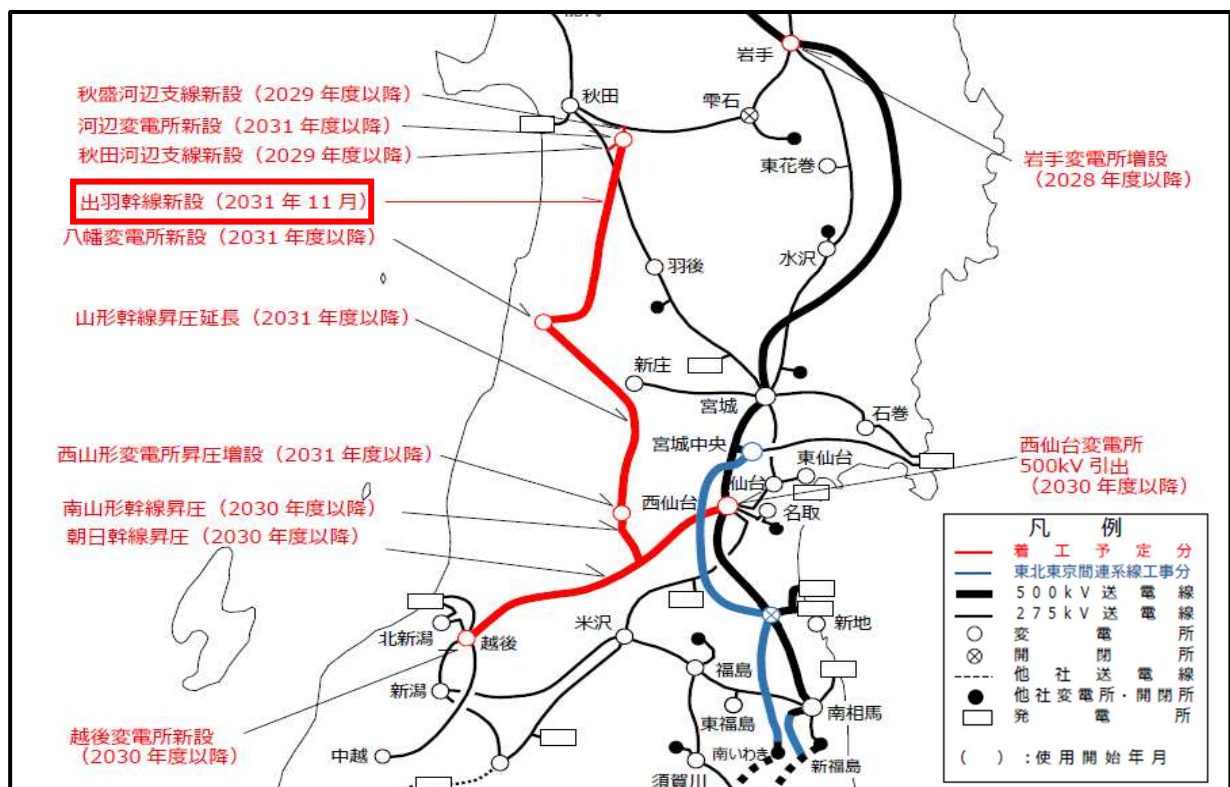 岩手
秋盛河辺支線新設（2029 年度以降）
秋田
雫石
河辺変電所新設（2031 年度以降）
秋田河辺支線新設（2029 年度以降）
東花巻
岩手変電所増設
（2028 年度以降）
出羽幹線新設（2031 年 11 月）
八幡変電所新設（2031 年度以降）
羽後
水沢
山形幹線昇圧延長（2031 年度以降）
新庄
宮城
石巻
宮城中央
西山形変電所昇圧増設（2031 年度以降）
東仙台
仙台
西仙台変電所
500kV 引出
（2030 年度以降）
南山形幹線昇圧（2030 年度以降）
西仙台
名取
朝日幹線昇圧（2030 年度以降）
北新潟
越後
米沢
新地
新潟
福島
東福島
南相馬
越後変電所新設
（2030 年度以降）
中越
南いわき
新福島
須賀川
凡 例
着工予定分
東北東京間連系線工事分
500kV 送電線
275kV 送電線
変電所
開閉所
他社送電線
他社変電所・開閉所
発電所
（ ）：使用開始年月